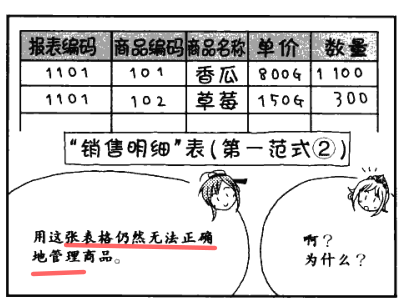 报表编码 商品编码 商品名称 单价 数量
1101 101 香瓜 800G 1100
1101 102 草莓 150G 300
“销售明细”表(第一范式②)
用这张表格仍然无法正确
地管理商品。
啊？
为什么？